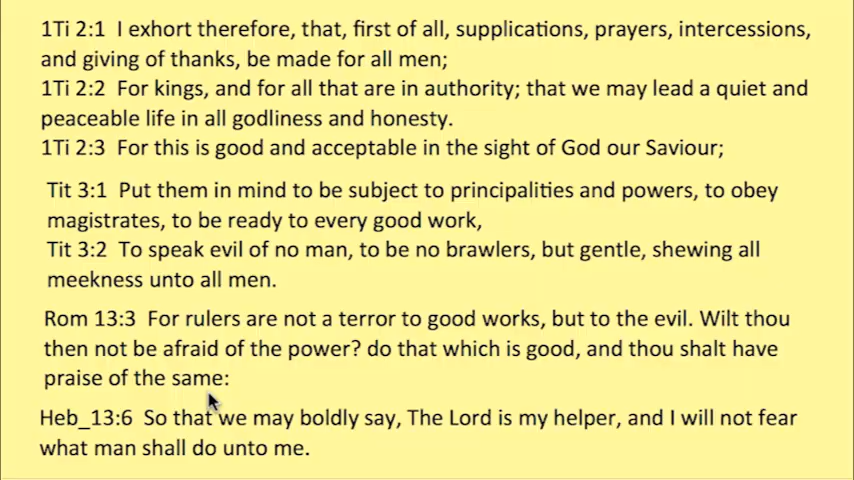 1Ti 2:1  I exhort therefore, that, first of all, supplications, prayers, intercessions,
and giving of thanks, be made for all men;
1Ti 2:2  For kings, and for all that are in authority; that we may lead a quiet and
peaceable life in all godliness and honesty.
1Ti 2:3  For this is good and acceptable in the sight of God our Saviour;
Tit 3:1  Put them in mind to be subject to principalities and powers, to obey
magistrates, to be ready to every good work,
Tit 3:2  To speak evil of no man, to be no brawlers, but gentle, shewing all
meekness unto all men.
Rom 13:3  For rulers are not a terror to good works, but to the evil. Wilt thou
then not be afraid of the power? do that which is good, and thou shalt have
praise of the same:
Heb_13:6  So that we may boldly say, The Lord is my helper, and I will not fear
what man shall do unto me.